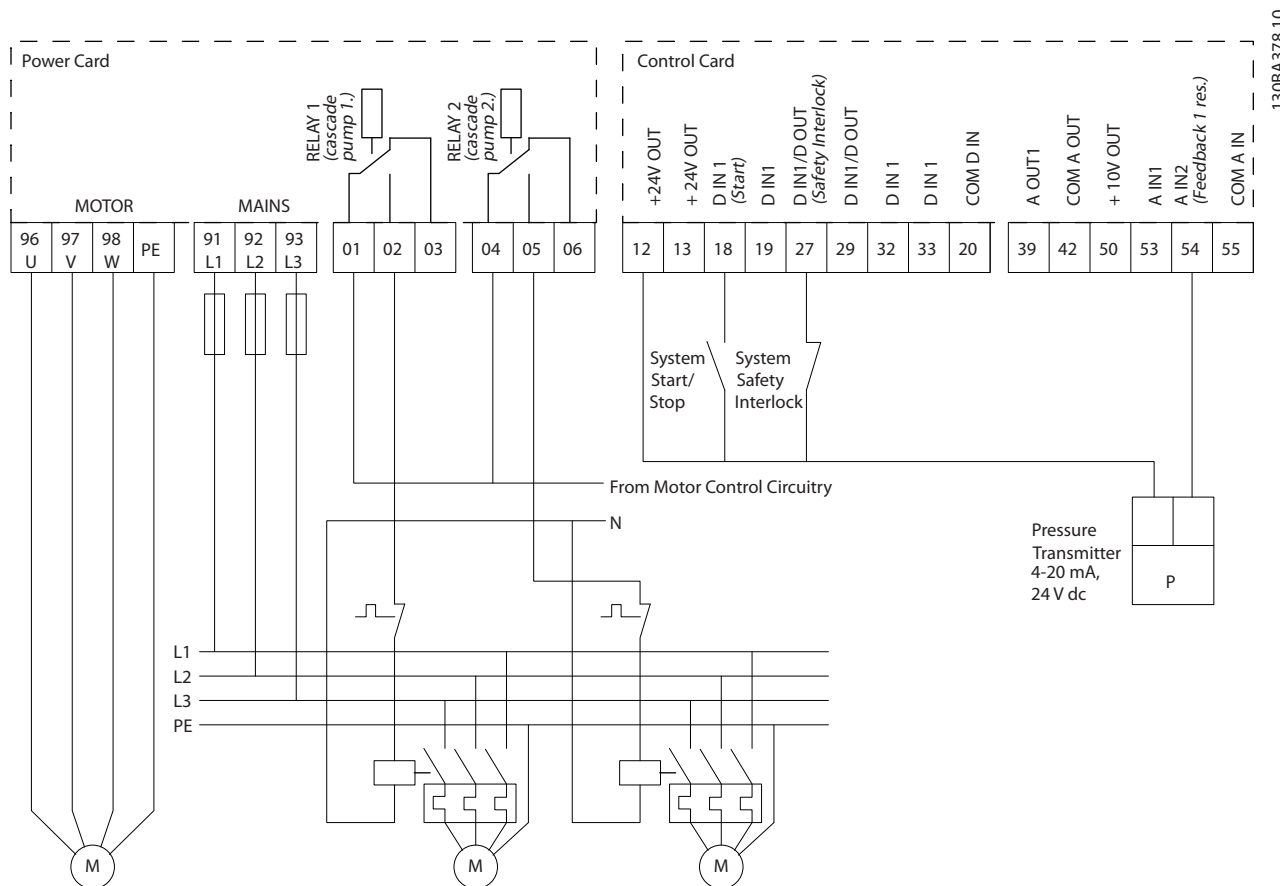 130BA378.10
Power Card
Control Card
RELAY 1
(cascade
pump 1.)
RELAY 2
(cascade
pump 2.)
+24V OUT
+ 24V OUT
D IN 1
(Start)
D IN1
D IN1/D OUT
(Safety Interlock)
D IN1/D OUT
D IN 1
D IN 1
COM D IN
A OUT1
COM A OUT
+ 10V OUT
A IN1
A IN2
(Feedback 1 res.)
COM A IN
MOTOR
MAINS
96 97 98 PE
U V W
91 92 93
L1 L2 L3
01 02 03
04 05 06
12 13 18 19 27 29 32 33 20
39 42 50 53 54 55
System
Start/
Stop
System
Safety
Interlock
From Motor Control Circuitry
N
Pressure
Transmitter
4-20 mA,
24 V dc
P
L1
L2
L3
PE
M
M
M